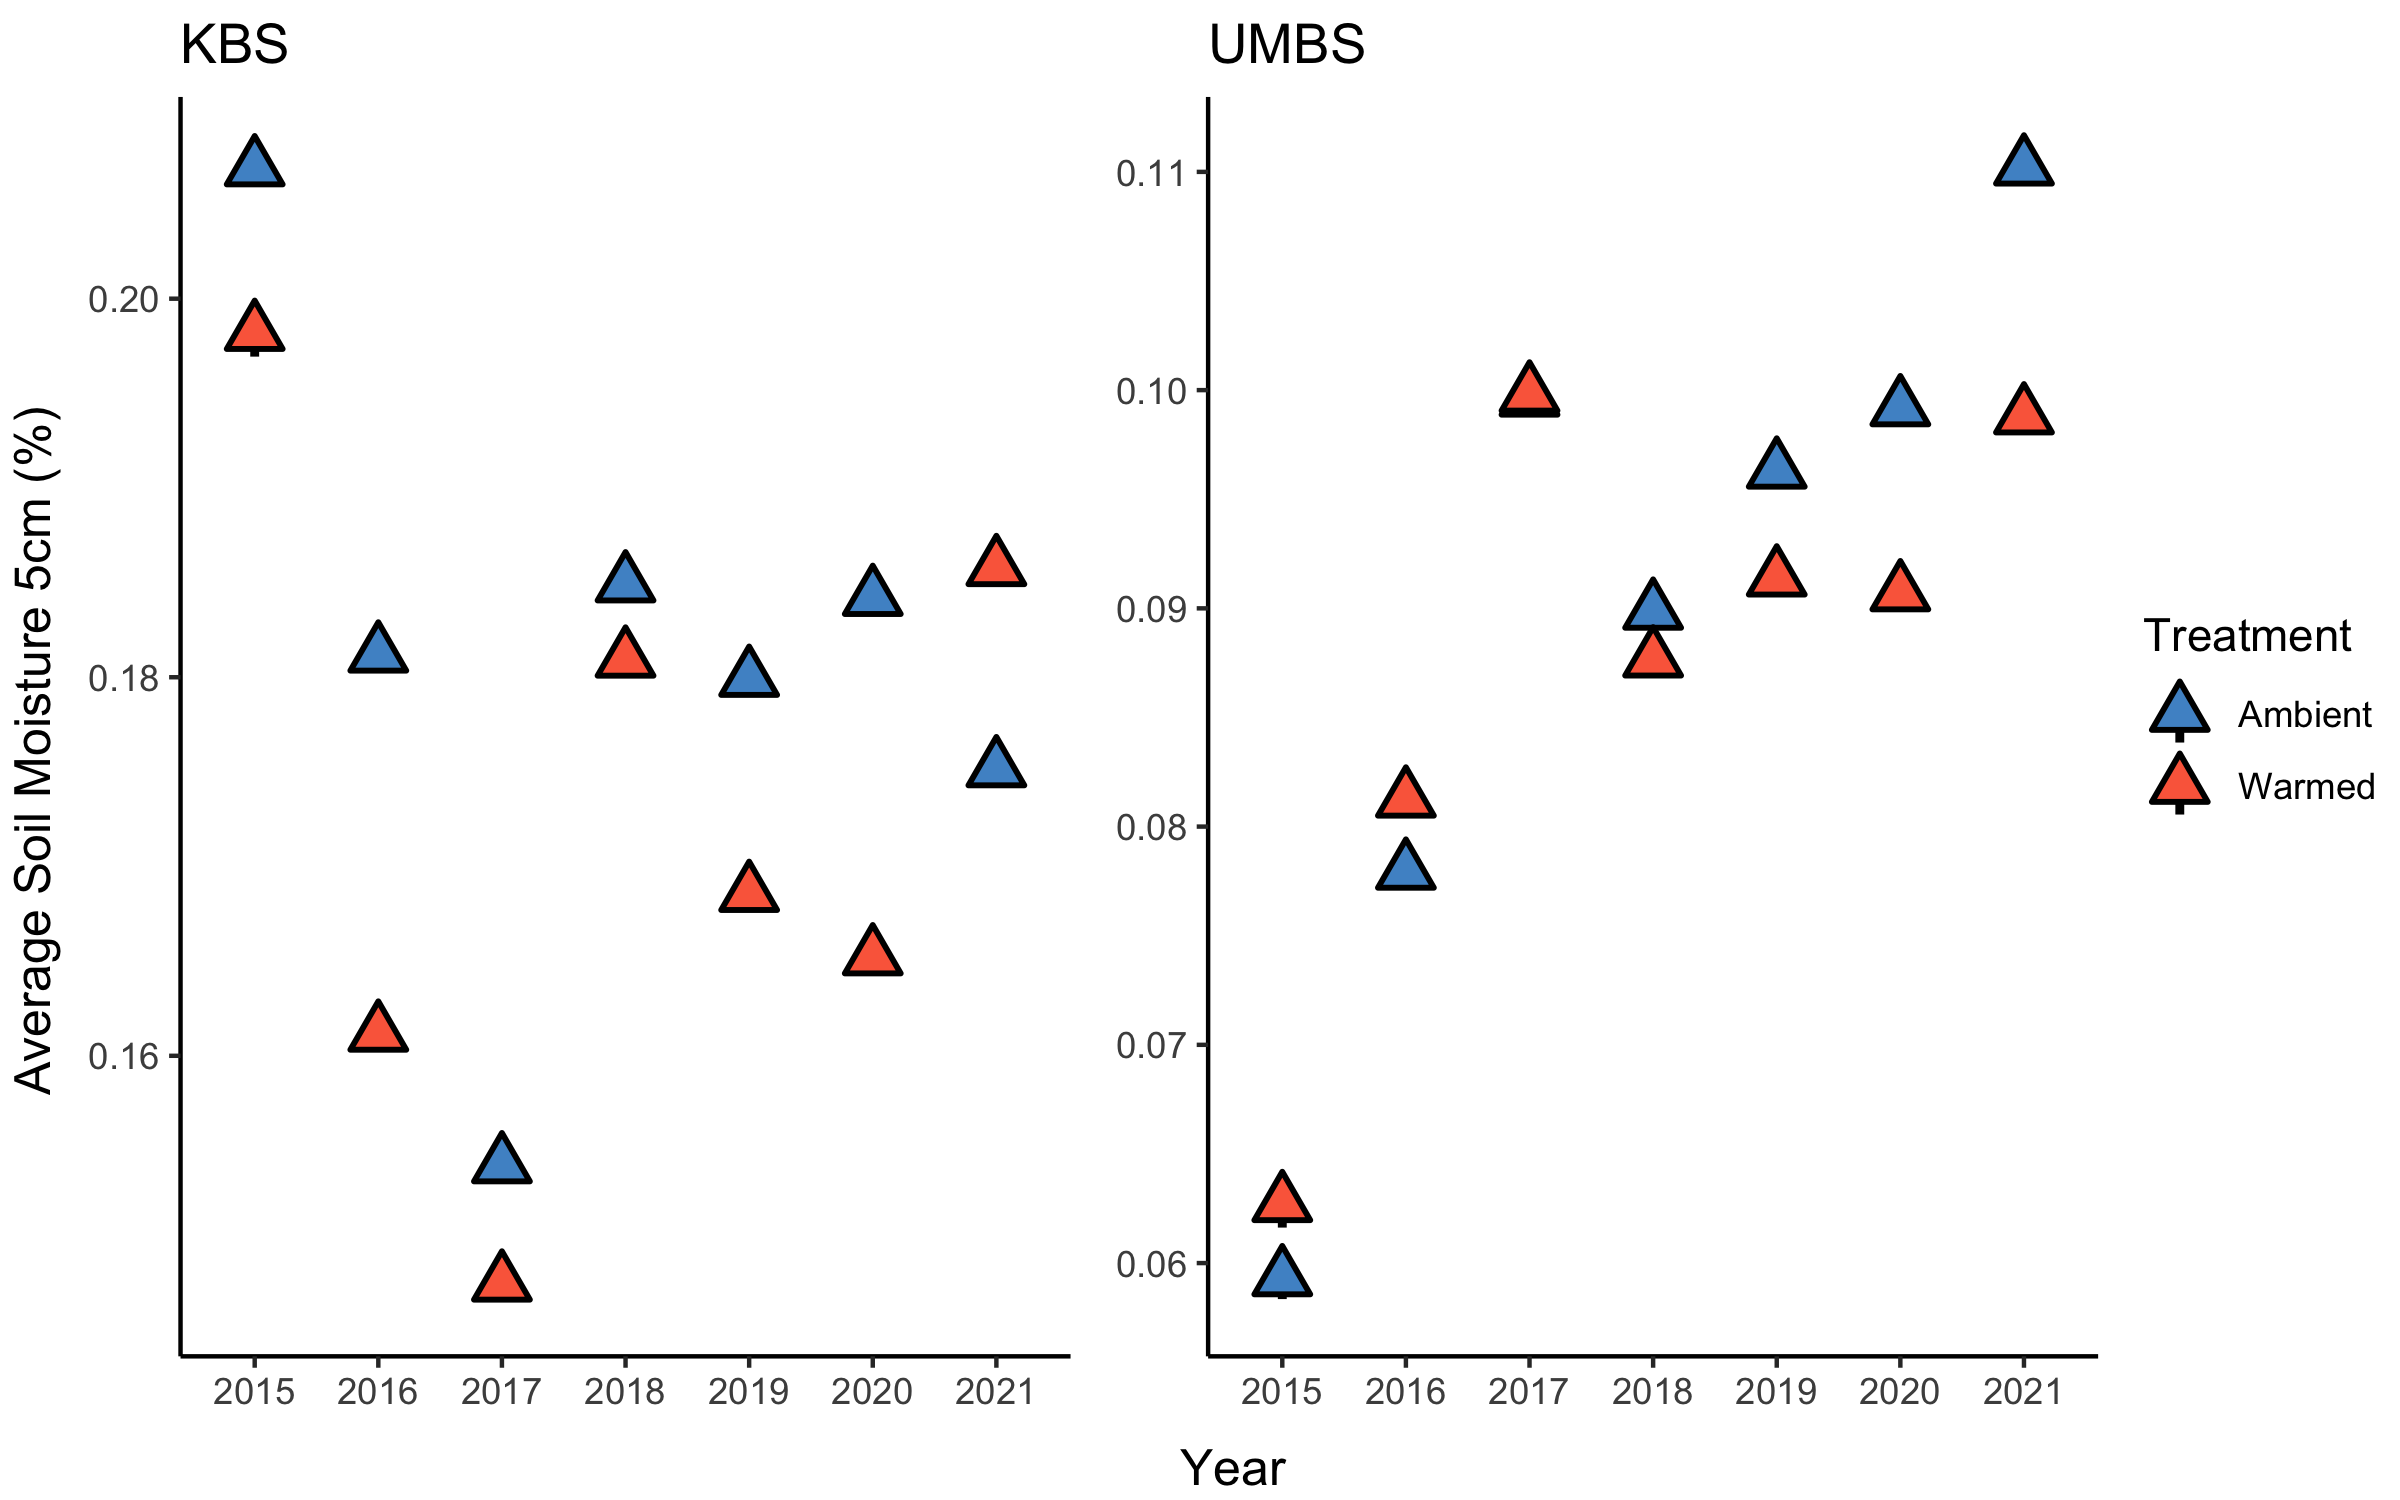 KBS
UMBS
Average Soil Moisture 5cm (%)
0.20
0.18
0.16
2015 2016 2017 2018 2019 2020 2021
0.11
0.10
0.09
0.08
0.07
0.06
2015 2016 2017 2018 2019 2020 2021
Year
Treatment
Ambient
Warmed